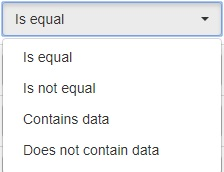 Is equal
Is equal
Is not equal
Contains data
Does not contain data